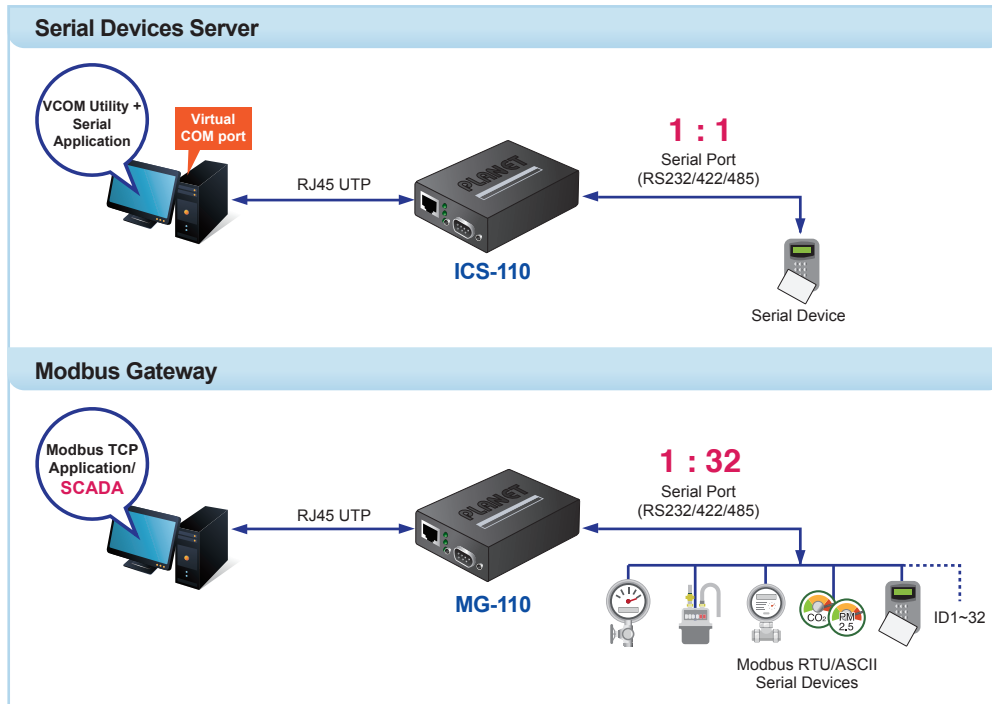 Serial Devices Server
VCOM Utility +
Serial
Application
Virtual
COM port
RJ45 UTP
PLANET
1 : 1
Serial Port
(RS232/422/485)
ICS-110
Serial Device
Modbus Gateway
Modbus TCP
Application/
SCADA
RJ45 UTP
PLANET
1 : 32
Serial Port
(RS232/422/485)
MG-110
CO2
P.M
2.5
ID1~32
Modbus RTU/ASCII
Serial Devices